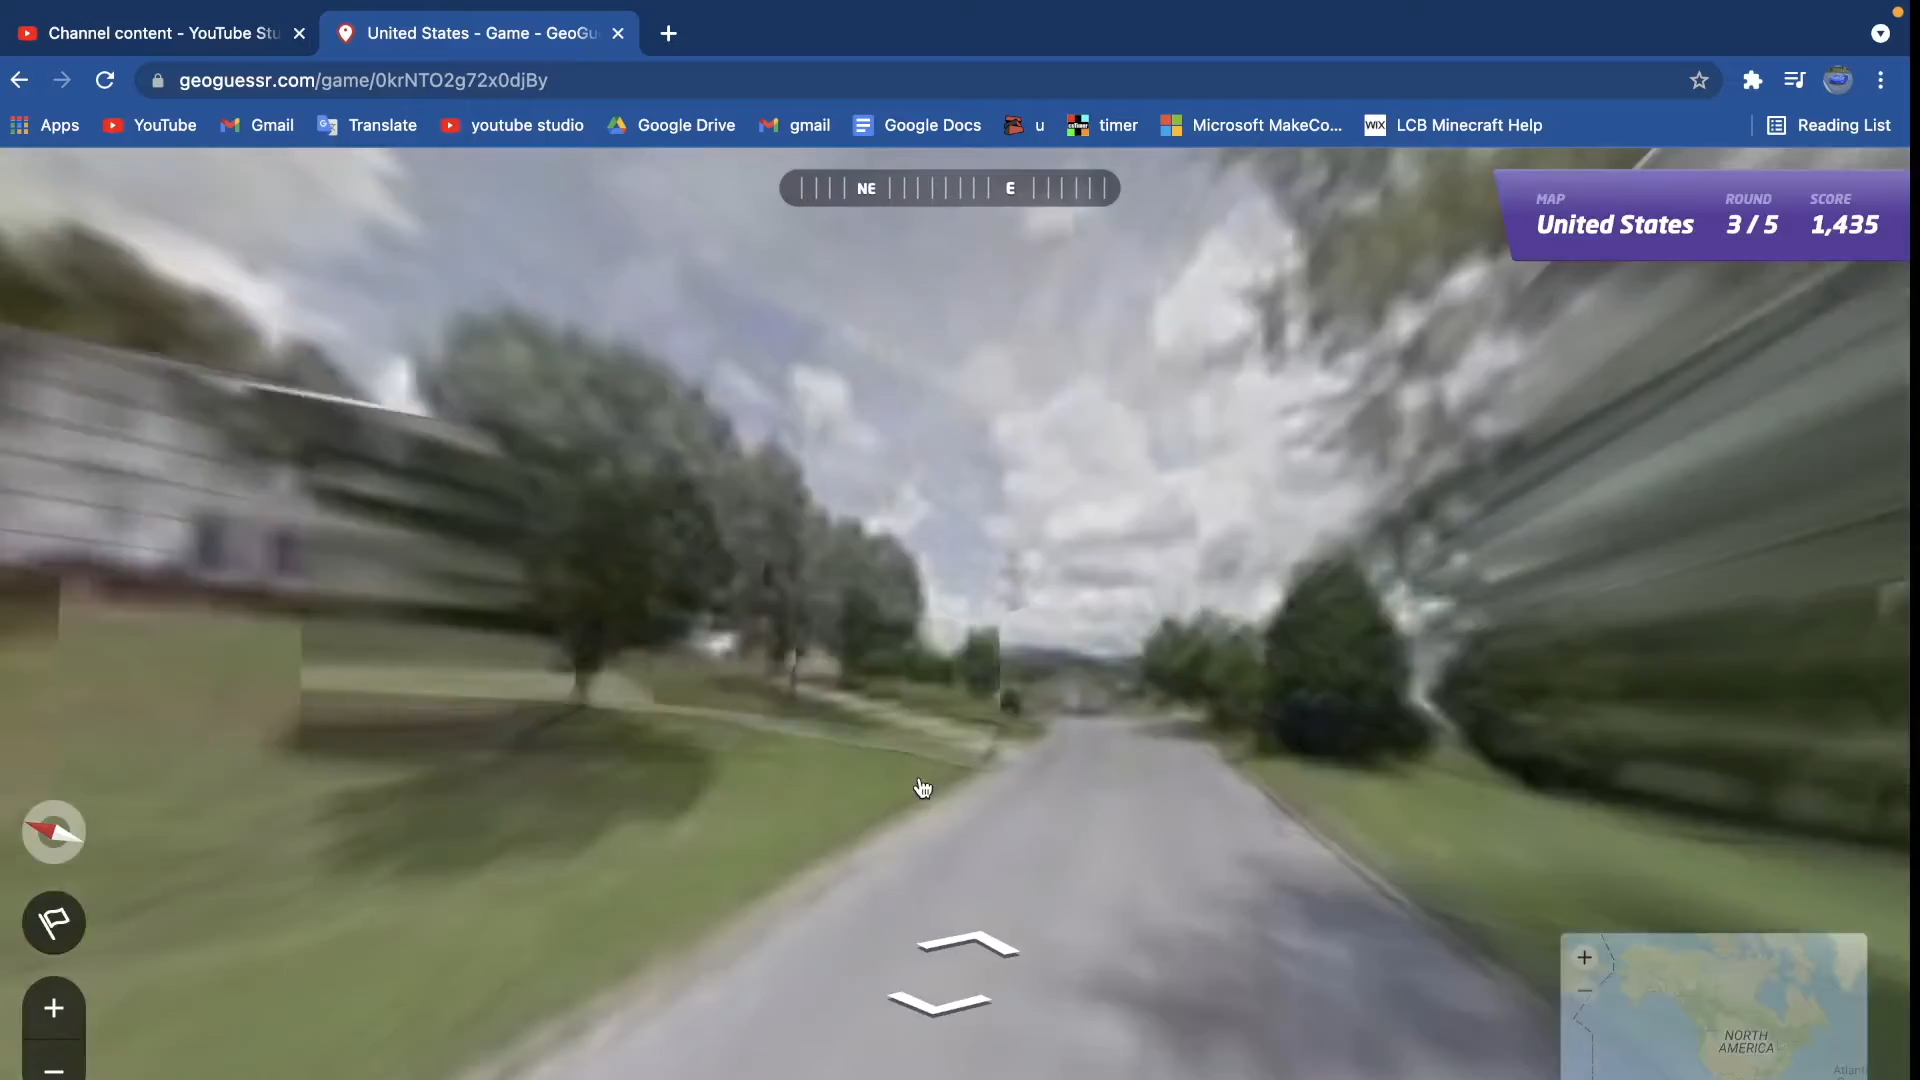 Channel content - YouTube Stu
United States - Game - GeoGu
geoguessr.com/game/0krNTO2g72x0djBy
Apps
YouTube
Gmail
Translate
youtube studio
Google Drive
gmail
Google Docs
u
timer
Microsoft MakeCo...
WIX
LCB Minecraft Help
Reading List
NE
E
MAP
United States
ROUND
3 / 5
SCORE
1,435
NORTH
AMERICA
Atlant